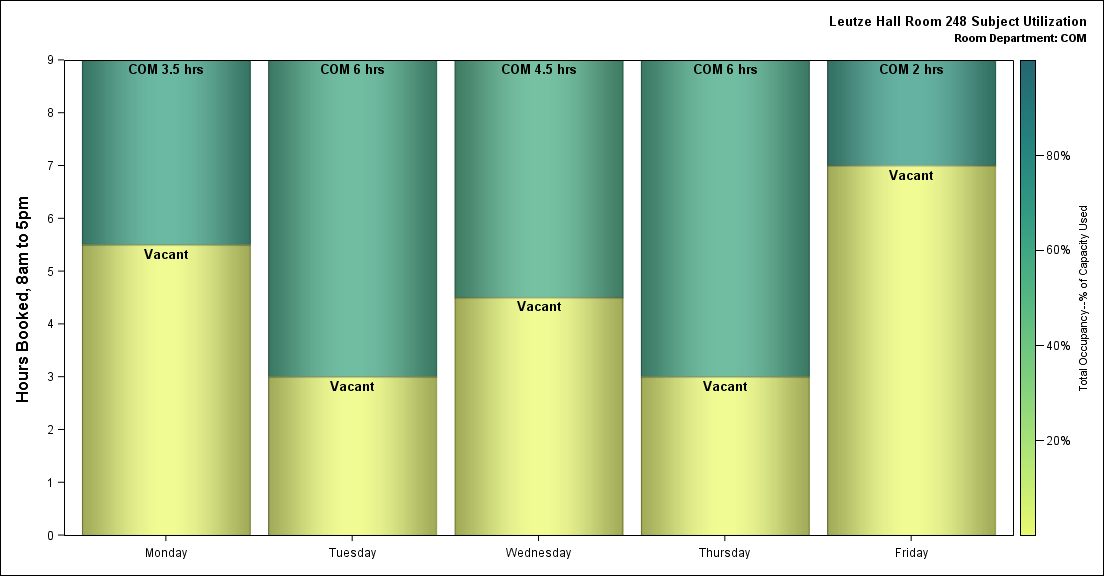 Leutze Hall Room 248 Subject Utilization
Room Department: COM
Hours Booked, 8am to 5pm
9
8
7
6
5
4
3
2
1
0
COM 3.5 hrs
COM 6 hrs
COM 4.5 hrs
COM 6 hrs
COM 2 hrs
Vacant
Vacant
Vacant
Vacant
Vacant
Monday
Tuesday
Wednesday
Thursday
Friday
80%
60%
40%
20%
Total Occupancy--% of Capacity Used